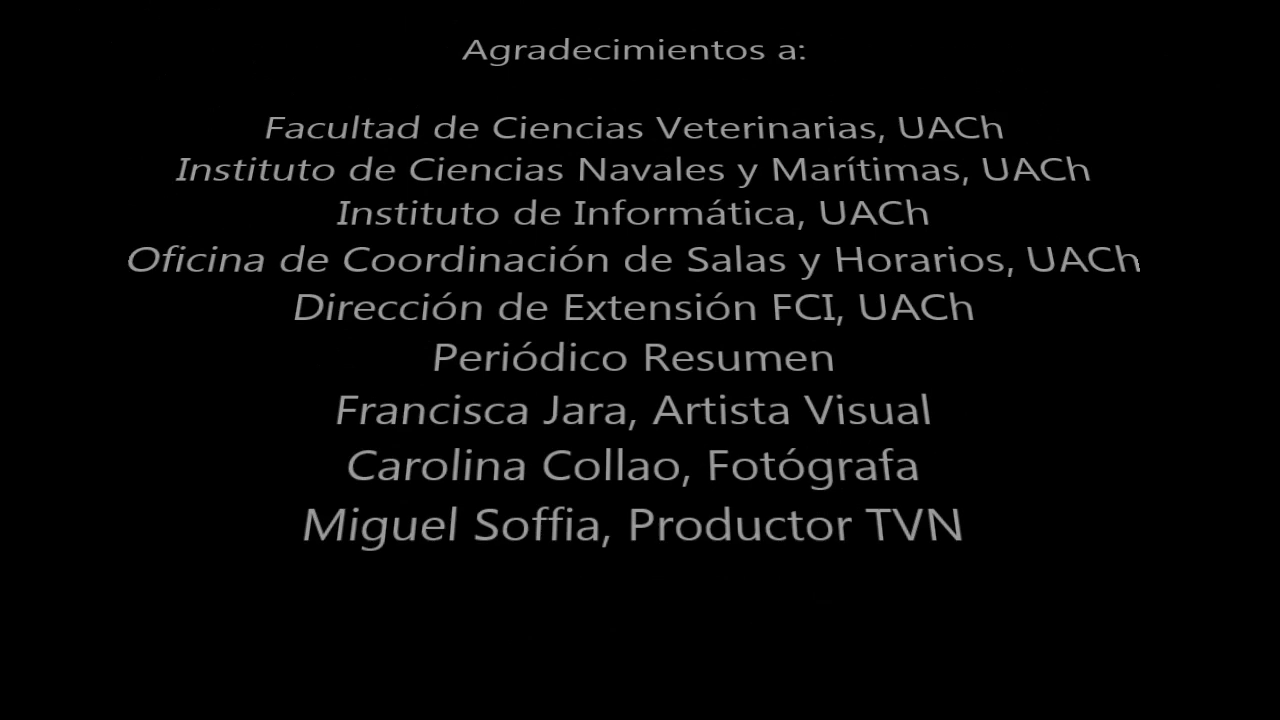 Agradecimientos a:
Facultad de Ciencias Veterinarias, UACh
Instituto de Ciencias Navales y Marítimas, UACh
Instituto de Informática, UACh
Oficina de Coordinación de Salas y Horarios, UACh
Dirección de Extensión FCI, UACh
Periódico Resumen
Francisca Jara, Artista Visual
Carolina Collao, Fotógrafa
Miguel Soffia, Productor TVN